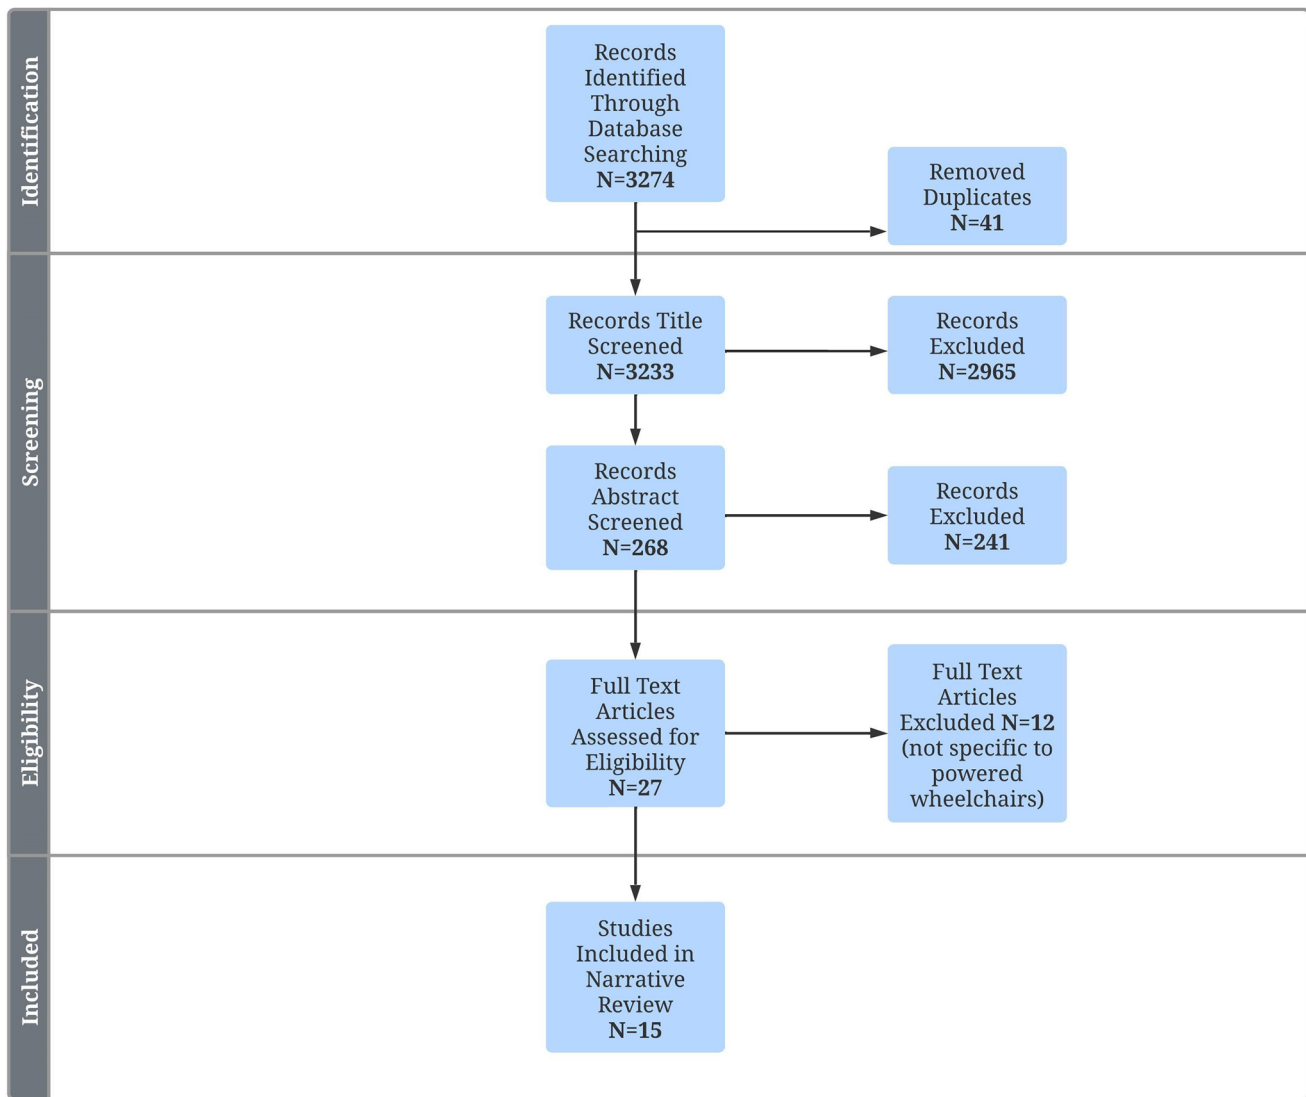 Identification
Records
Identified
Through
Database
Searching
N=3274
Removed
Duplicates
N=41
Screening
Records Title
Screened
N=3233
Records
Excluded
N=2965
Records
Abstract
Screened
N=268
Records
Excluded
N=241
Eligibility
Full Text
Articles
Assessed for
Eligibility
N=27
Full Text
Articles
Excluded N=12
(not specific to
powered
wheelchairs)
Included
Studies
Included in
Narrative
Review
N=15